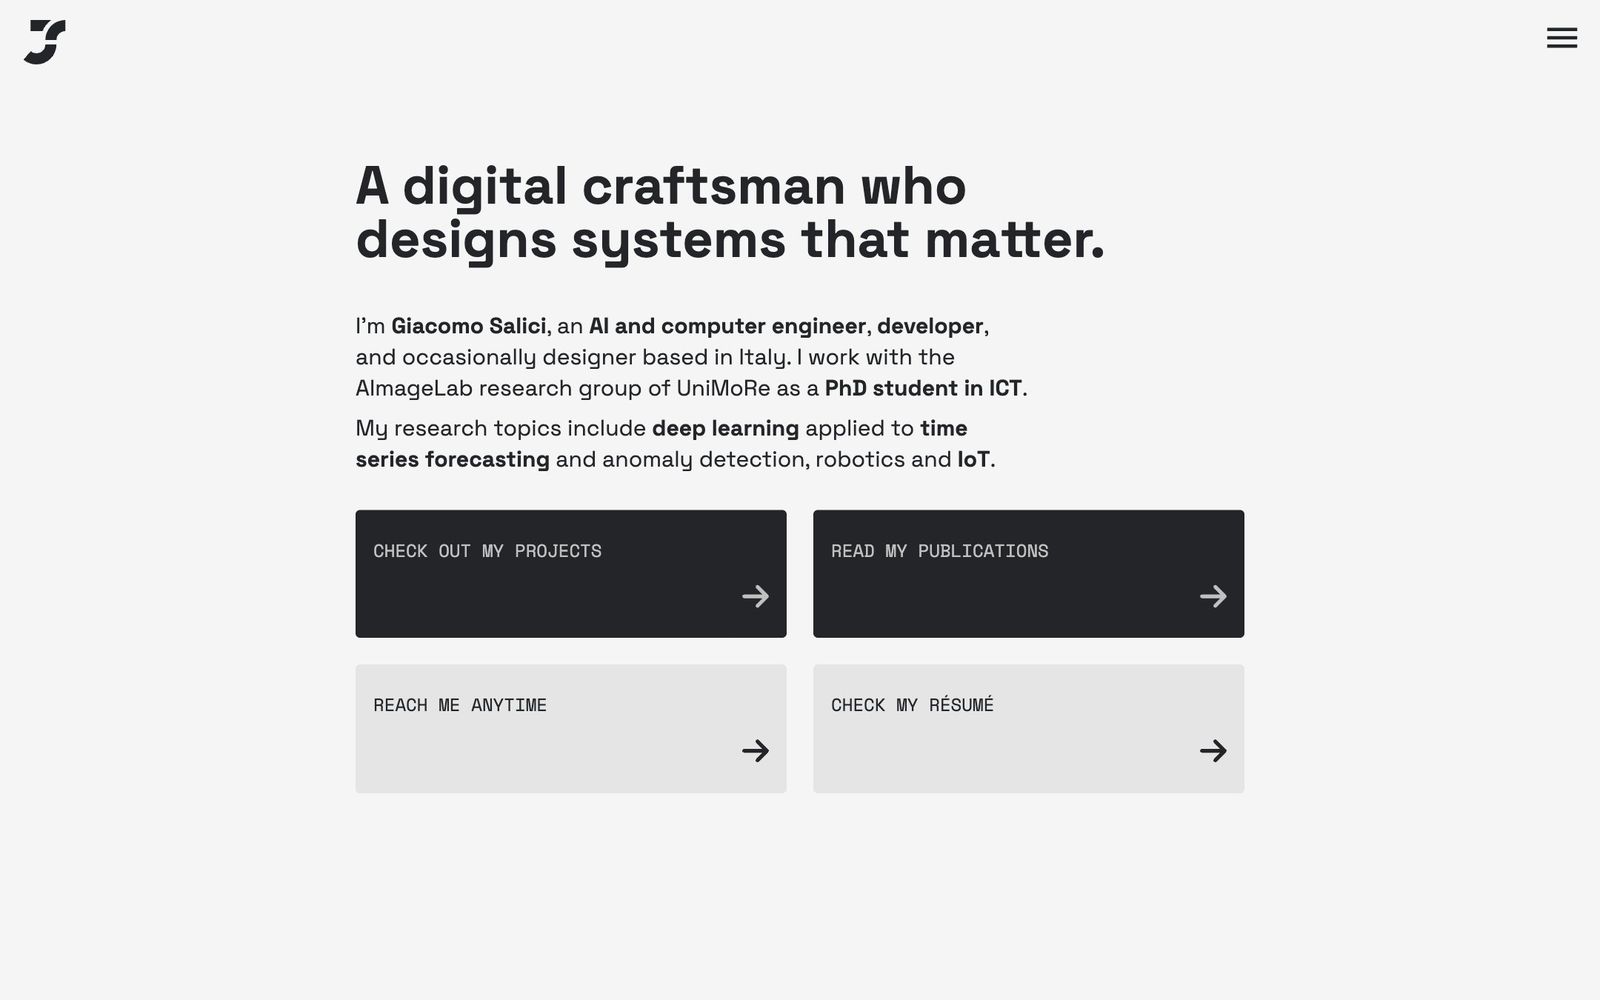 A digital craftsman who
designs systems that matter.
I’m Giacomo Salici, an AI and computer engineer, developer,
and occasionally designer based in Italy. I work with the
AImageLab research group of UniMoRe as a PhD student in ICT.
My research topics include deep learning applied to time
series forecasting and anomaly detection, robotics and IoT.
CHECK OUT MY PROJECTS
READ MY PUBLICATIONS
REACH ME ANYTIME
CHECK MY RÉSUMÉ